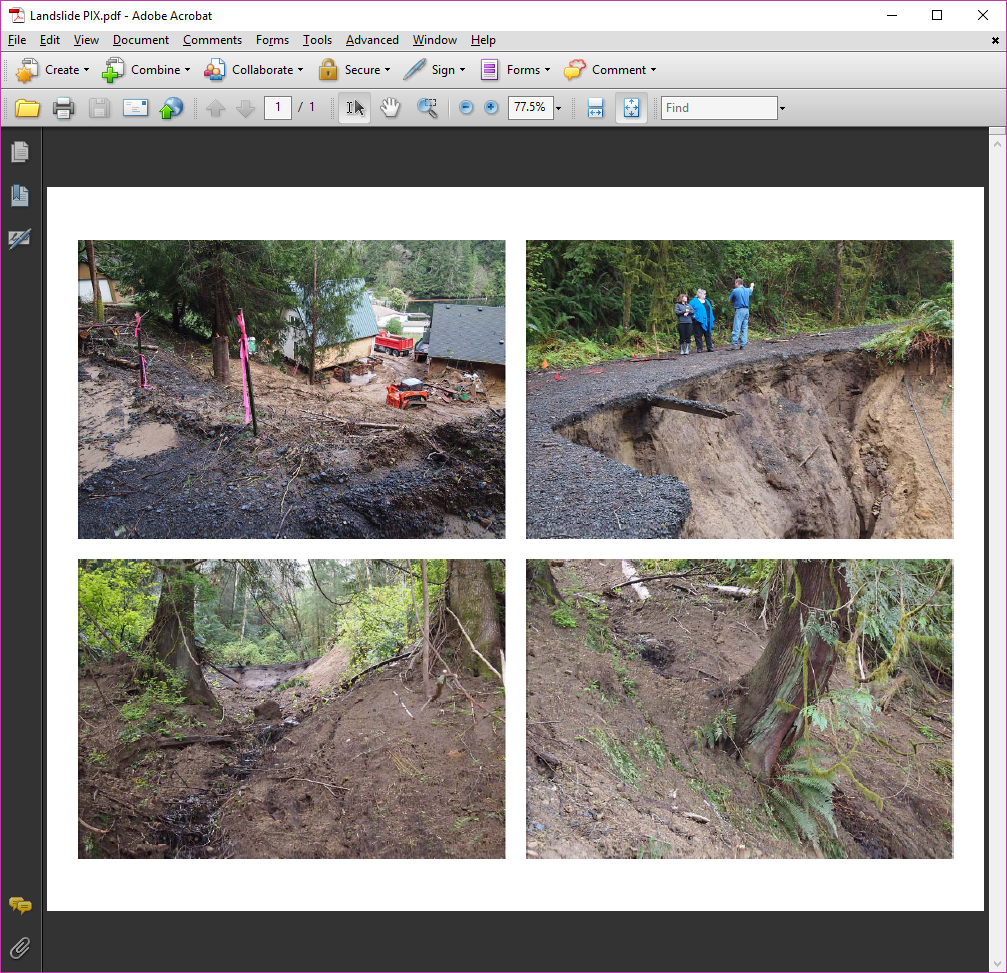 Landslide PIX.pdf - Adobe Acrobat
File Edit View Document Comments Forms Tools Advanced Window Help
Create Combine Collaborate Secure Sign Forms Comment
1 / 1 77.5% Find